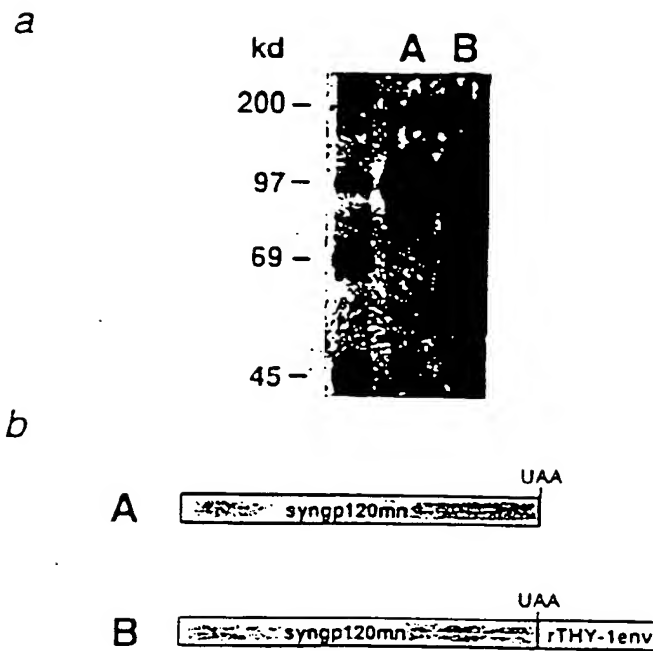 a
kd A B
200 –
97 –
69 –
45 –
b
UAA
A syngp120mn
UAA
B syngp120mn rTHY-1env